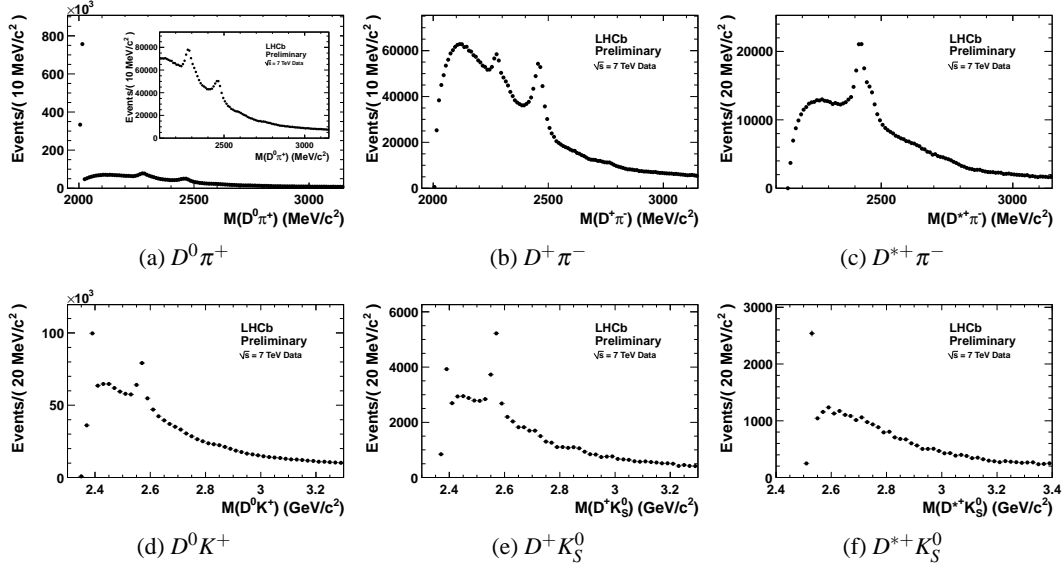 ×10³
1000
800
600
400
200
0
2000
2500
3000
Events/( 10 MeV/c²)
M(D⁰π⁺) (MeV/c²)
80000
60000
40000
20000
0
2500
3000
Events/( 10 MeV/c²)
M(D⁰π⁺) (MeV/c²)
LHCb
Preliminary
√s = 7 TeV Data
(a) D⁰π⁺
60000
40000
20000
0
2000
2500
3000
Events/( 10 MeV/c²)
M(D⁺π⁻) (MeV/c²)
LHCb
Preliminary
√s = 7 TeV Data
(b) D⁺π⁻
20000
10000
0
2500
3000
Events/( 20 MeV/c²)
M(D*⁺π⁻) (MeV/c²)
LHCb
Preliminary
√s = 7 TeV Data
(c) D*⁺π⁻
×10³
100
50
0
2.4
2.6
2.8
3
3.2
Events/( 20 MeV/c²)
M(D⁰K⁺) (GeV/c²)
LHCb
Preliminary
√s = 7 TeV Data
(d) D⁰K⁺
6000
4000
2000
0
2.4
2.6
2.8
3
3.2
Events/( 20 MeV/c²)
M(D⁺K⁰S) (GeV/c²)
LHCb
Preliminary
√s = 7 TeV Data
(e) D⁺K⁰S
3000
2000
1000
0
2.4
2.6
2.8
3
3.2
3.4
Events/( 20 MeV/c²)
M(D*⁺K⁰S) (GeV/c²)
LHCb
Preliminary
√s = 7 TeV Data
(f) D*⁺K⁰S